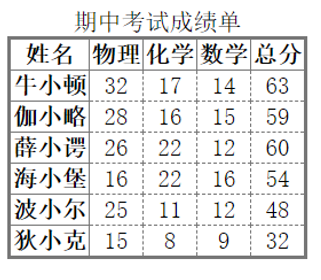 期中考试成绩单
姓名 物理 化学 数学 总分
牛小顿 32 17 14 63
伽小略 28 16 15 59
薛小谔 26 22 12 60
海小堡 16 22 16 54
波小尔 25 11 12 48
狄小克 15 8 9 32